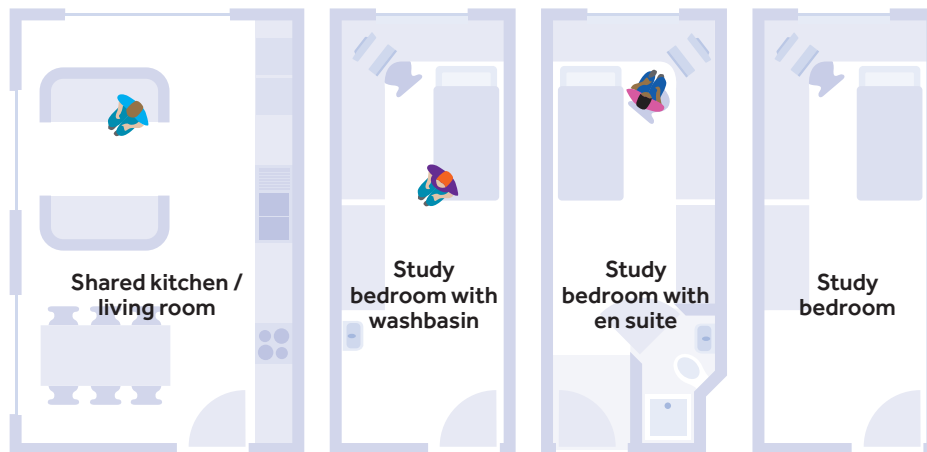 Shared kitchen /
living room
Study
bedroom with
washbasin
Study
bedroom with
en suite
Study
bedroom